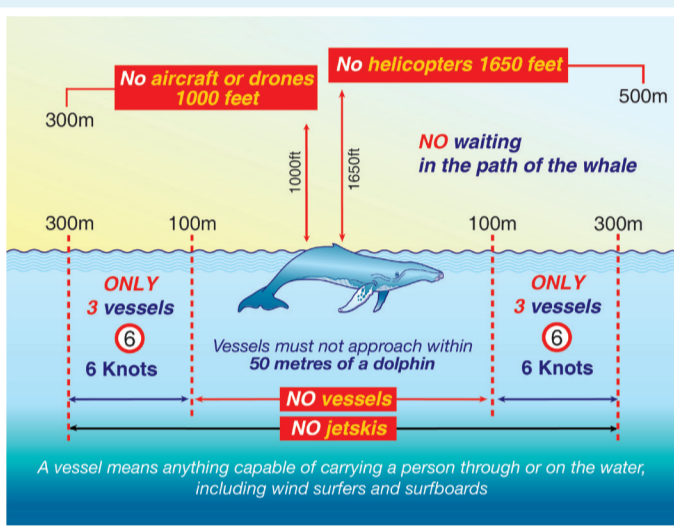 No aircraft or drones
1000 feet
No helicopters 1650 feet
300m
500m
1000ft
1650ft
NO waiting
in the path of the whale
300m
100m
100m
300m
ONLY
3 vessels
6
6 Knots
Vessels must not approach within
50 metres of a dolphin
ONLY
3 vessels
6
6 Knots
NO vessels
NO jetskis
A vessel means anything capable of carrying a person through or on the water,
including wind surfers and surfboards